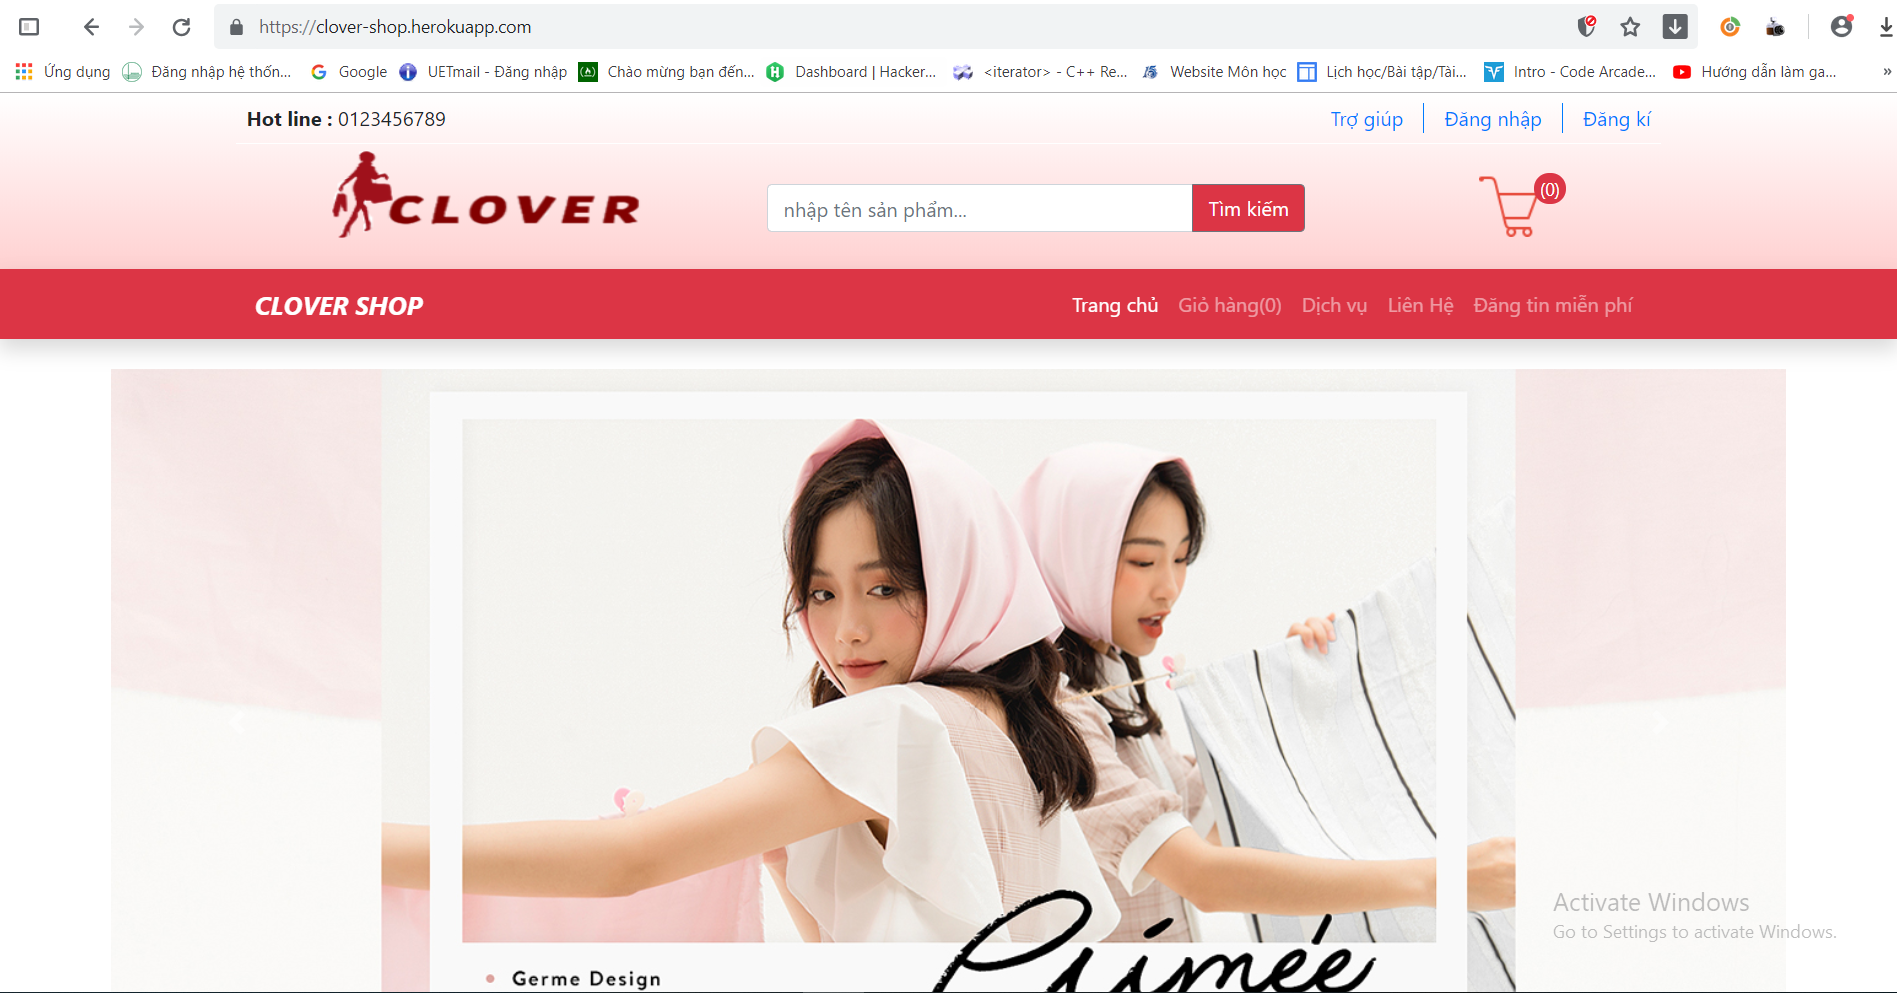 https://clover-shop.herokuapp.com
Ứng dụng Đăng nhập hệ thốn... Google UETmail - Đăng nhập Chào mừng bạn đến... Dashboard | Hacker... <iterator> - C++ Re... Website Môn học Lịch học/Bài tập/Tài... Intro - Code Arcade... Hướng dẫn làm ga... »
Hot line : 0123456789 Trợ giúp Đăng nhập Đăng kí
CLOVER
nhập tên sản phẩm... Tìm kiếm (0)
CLOVER SHOP Trang chủ Giỏ hàng(0) Dịch vụ Liên Hệ Đăng tin miễn phí
Activate Windows
Go to Settings to activate Windows.
Aimée
Germe Design